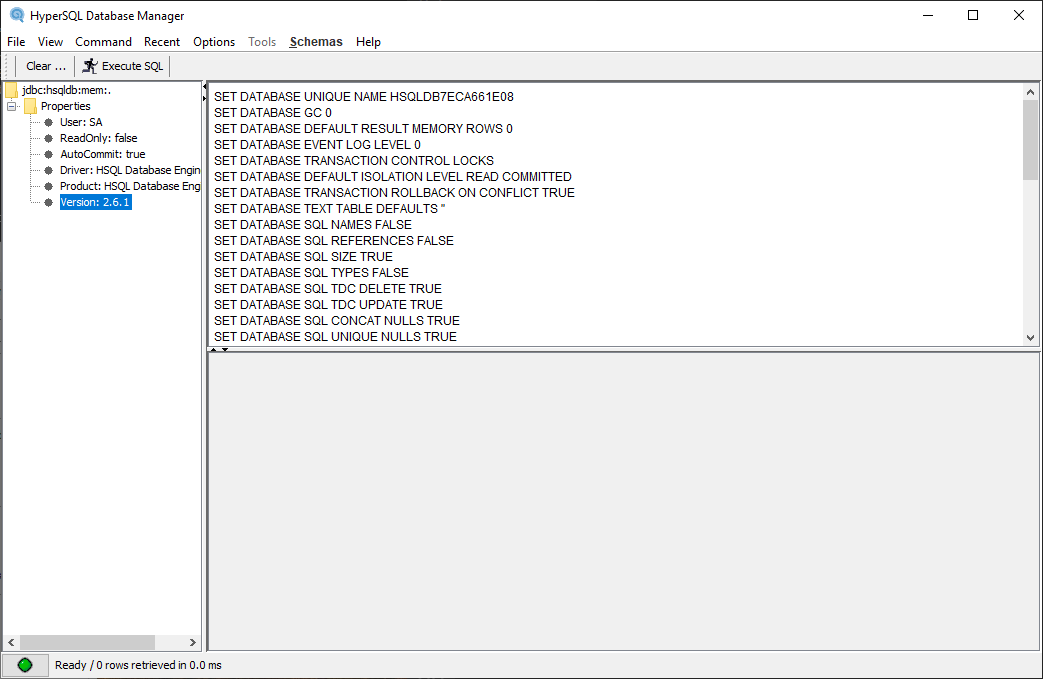 HyperSQL Database Manager
File View Command Recent Options Tools Schemas Help
Clear ... Execute SQL
jdbc:hsqldb:mem:.
Properties
User: SA
ReadOnly: false
AutoCommit: true
Driver: HSQL Database Engin
Product: HSQL Database Eng
Version: 2.6.1
SET DATABASE UNIQUE NAME HSQLDB7ECA661E08
SET DATABASE GC 0
SET DATABASE DEFAULT RESULT MEMORY ROWS 0
SET DATABASE EVENT LOG LEVEL 0
SET DATABASE TRANSACTION CONTROL LOCKS
SET DATABASE DEFAULT ISOLATION LEVEL READ COMMITTED
SET DATABASE TRANSACTION ROLLBACK ON CONFLICT TRUE
SET DATABASE TEXT TABLE DEFAULTS ''
SET DATABASE SQL NAMES FALSE
SET DATABASE SQL REFERENCES FALSE
SET DATABASE SQL SIZE TRUE
SET DATABASE SQL TYPES FALSE
SET DATABASE SQL TDC DELETE TRUE
SET DATABASE SQL TDC UPDATE TRUE
SET DATABASE SQL CONCAT NULLS TRUE
SET DATABASE SQL UNIQUE NULLS TRUE
Ready / 0 rows retrieved in 0.0 ms